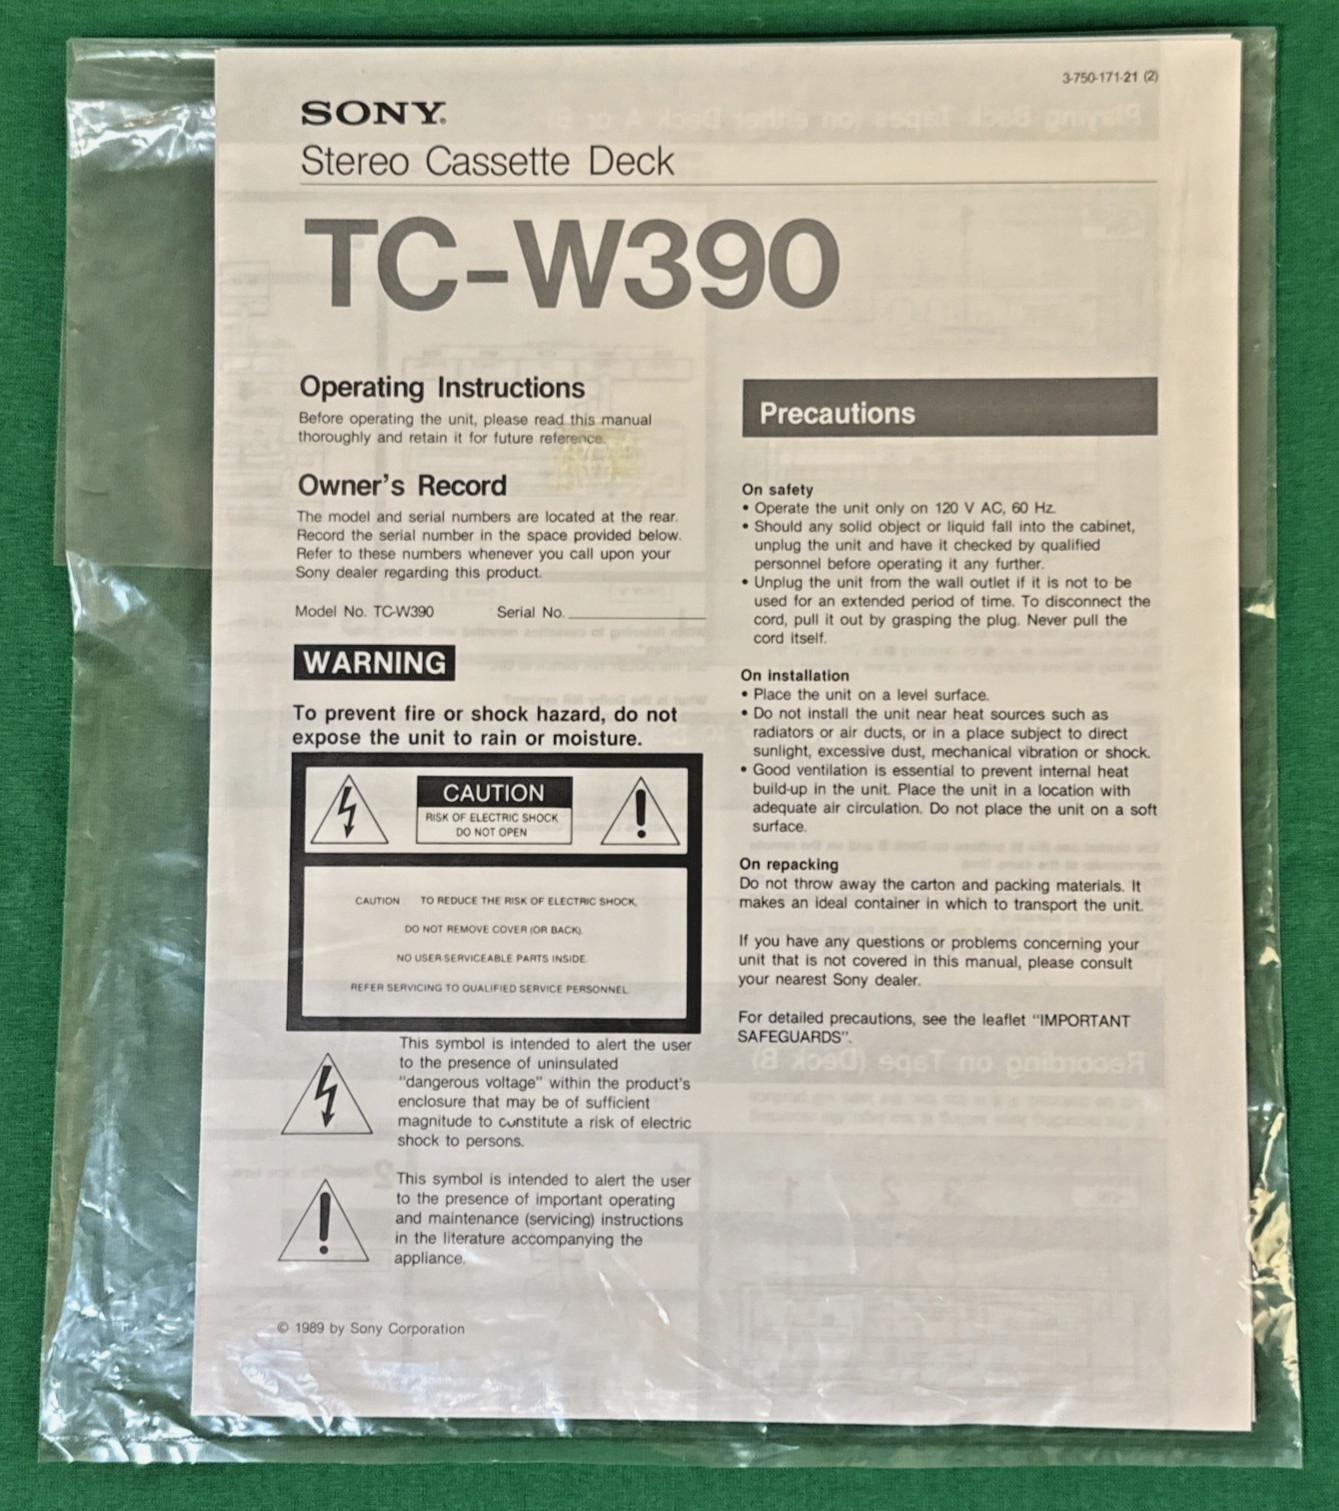 3-750-171-21 (2)
SONY.
Stereo Cassette Deck
TC-W390
Operating Instructions
Before operating the unit, please read this manual
thoroughly and retain it for future reference.
Owner's Record
The model and serial numbers are located at the rear.
Record the serial number in the space provided below.
Refer to these numbers whenever you call upon your
Sony dealer regarding this product.
Model No. TC-W390 Serial No.
WARNING
To prevent fire or shock hazard, do not
expose the unit to rain or moisture.
CAUTION
RISK OF ELECTRIC SHOCK
DO NOT OPEN
CAUTION TO REDUCE THE RISK OF ELECTRIC SHOCK,
DO NOT REMOVE COVER (OR BACK).
NO USER-SERVICEABLE PARTS INSIDE.
REFER SERVICING TO QUALIFIED SERVICE PERSONNEL.
This symbol is intended to alert the user
to the presence of uninsulated
"dangerous voltage" within the product's
enclosure that may be of sufficient
magnitude to constitute a risk of electric
shock to persons.
This symbol is intended to alert the user
to the presence of important operating
and maintenance (servicing) instructions
in the literature accompanying the
appliance.
© 1989 by Sony Corporation
Precautions
On safety
• Operate the unit only on 120 V AC, 60 Hz.
• Should any solid object or liquid fall into the cabinet,
unplug the unit and have it checked by qualified
personnel before operating it any further.
• Unplug the unit from the wall outlet if it is not to be
used for an extended period of time. To disconnect the
cord, pull it out by grasping the plug. Never pull the
cord itself.
On installation
• Place the unit on a level surface.
• Do not install the unit near heat sources such as
radiators or air ducts, or in a place subject to direct
sunlight, excessive dust, mechanical vibration or shock.
• Good ventilation is essential to prevent internal heat
build-up in the unit. Place the unit in a location with
adequate air circulation. Do not place the unit on a soft
surface.
On repacking
Do not throw away the carton and packing materials. It
makes an ideal container in which to transport the unit.
If you have any questions or problems concerning your
unit that is not covered in this manual, please consult
your nearest Sony dealer.
For detailed precautions, see the leaflet "IMPORTANT
SAFEGUARDS".